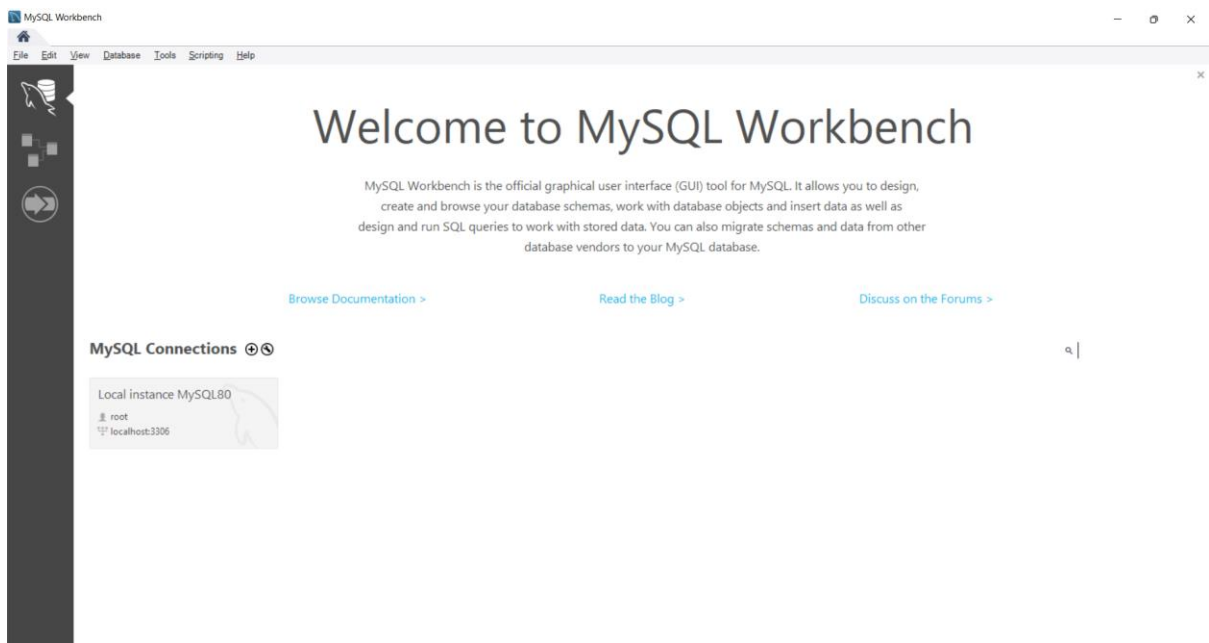 MySQL Workbench
File Edit View Database Tools Scripting Help
Welcome to MySQL Workbench
MySQL Workbench is the official graphical user interface (GUI) tool for MySQL. It allows you to design,
create and browse your database schemas, work with database objects and insert data as well as
design and run SQL queries to work with stored data. You can also migrate schemas and data from other
database vendors to your MySQL database.
Browse Documentation > Read the Blog > Discuss on the Forums >
MySQL Connections
Local instance MySQL80
root
localhost:3306